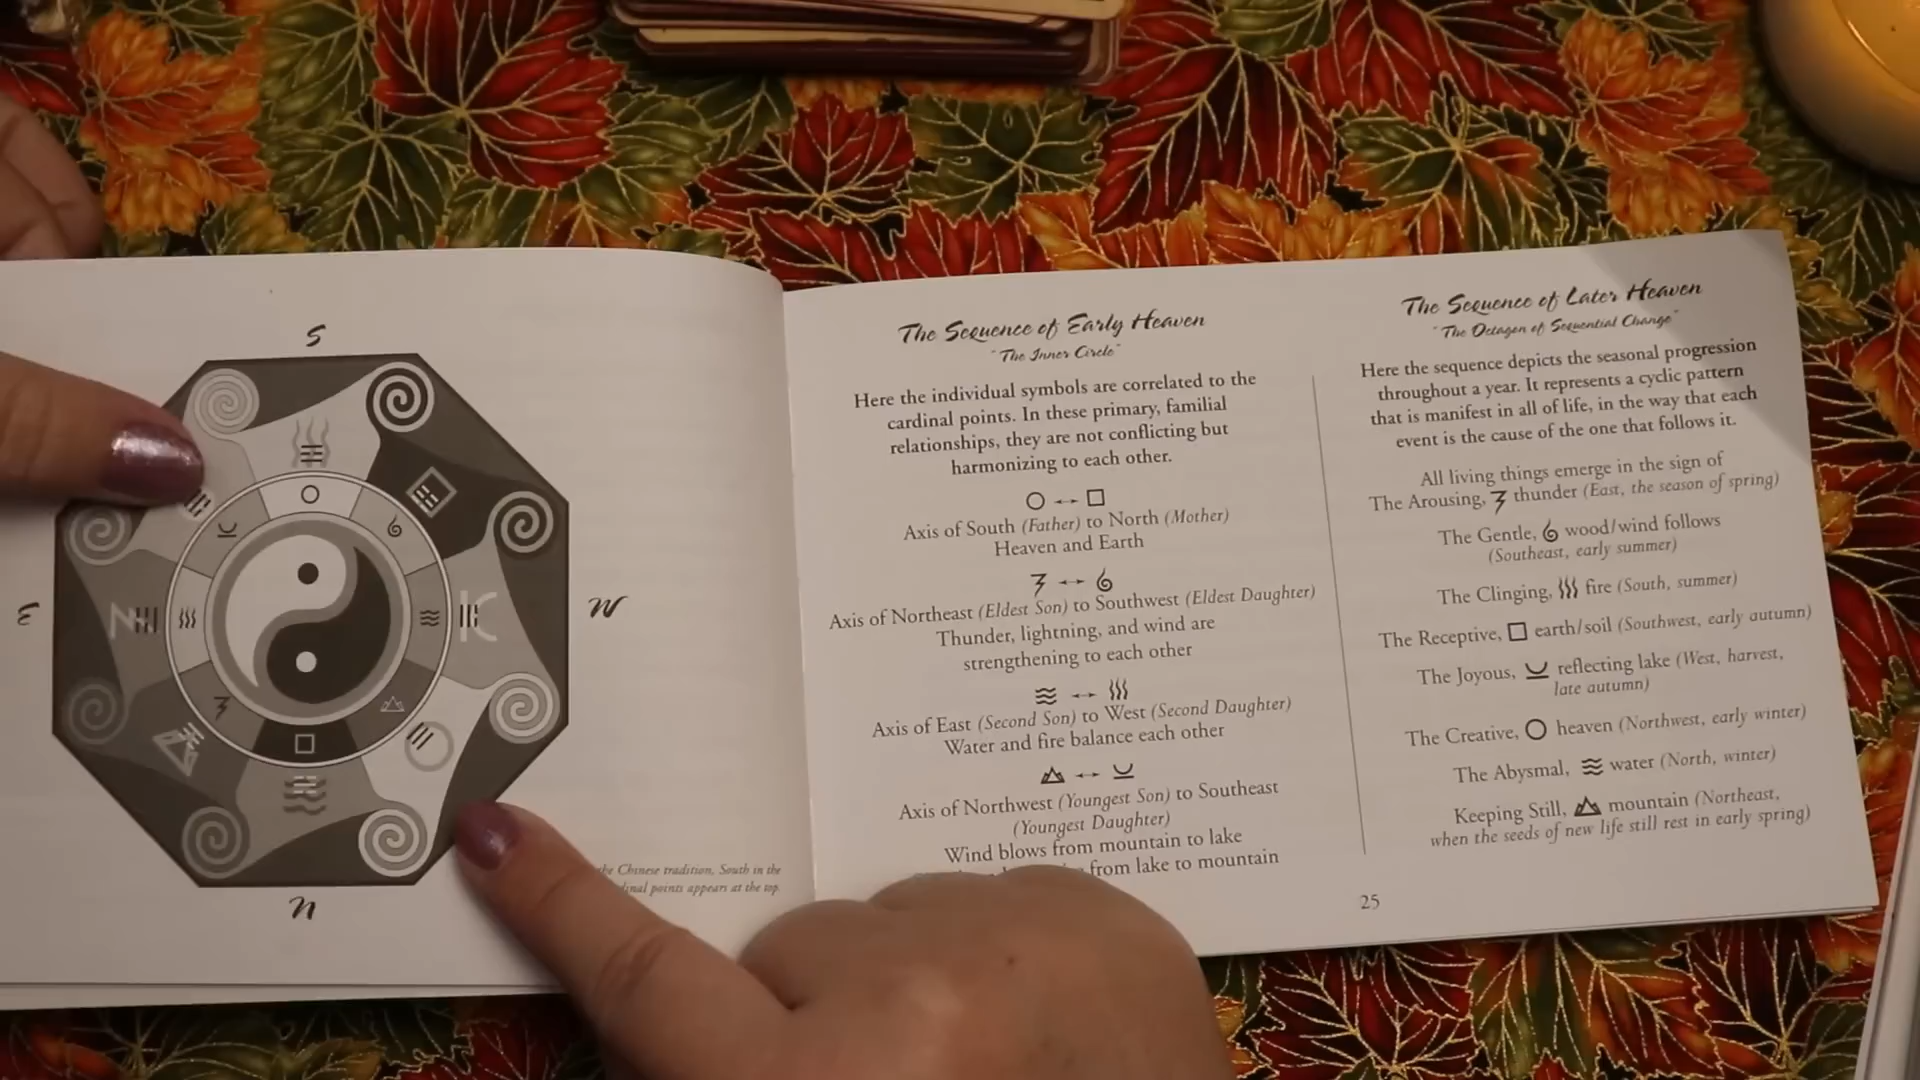 S
E
W
N
he Chinese tradition, South in the
dinal points appears at the top.
The Sequence of Early Heaven
"The Inner Circle"
Here the individual symbols are correlated to the
cardinal points. In these primary, familial
relationships, they are not conflicting but
harmonizing to each other.
Axis of South (Father) to North (Mother)
Heaven and Earth
Axis of Northeast (Eldest Son) to Southwest (Eldest Daughter)
Thunder, lightning, and wind are
strengthening to each other
Axis of East (Second Son) to West (Second Daughter)
Water and fire balance each other
Axis of Northwest (Youngest Son) to Southeast
(Youngest Daughter)
Wind blows from mountain to lake
from lake to mountain
The Sequence of Later Heaven
"The Octagon of Sequential Change"
Here the sequence depicts the seasonal progression
throughout a year. It represents a cyclic pattern
that is manifest in all of life, in the way that each
event is the cause of the one that follows it.
All living things emerge in the sign of
The Arousing, thunder (East, the season of spring)
The Gentle, wood/wind follows
(Southeast, early summer)
The Clinging, fire (South, summer)
The Receptive, earth/soil (Southwest, early autumn)
The Joyous, reflecting lake (West, harvest,
late autumn)
The Creative, heaven (Northwest, early winter)
The Abysmal, water (North, winter)
Keeping Still, mountain (Northeast,
when the seeds of new life still rest in early spring)
25